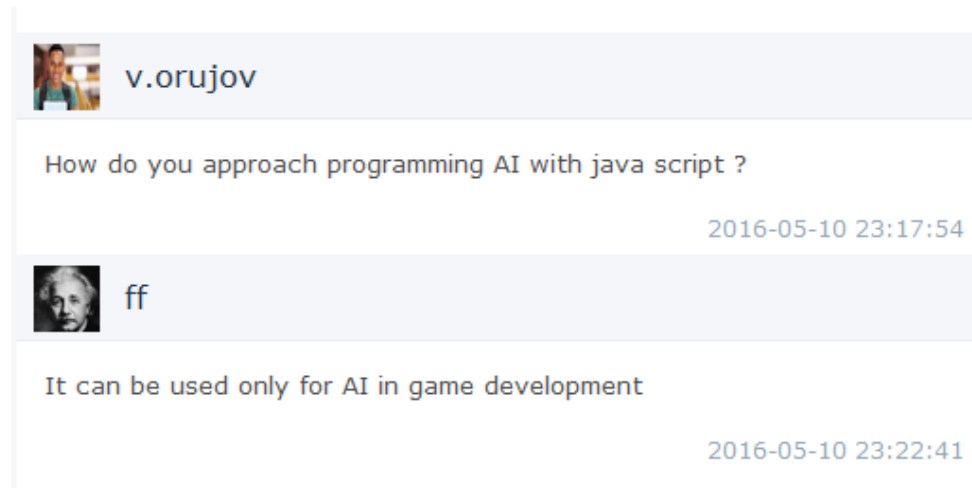 v.orujov
How do you approach programming AI with java script ?
2016-05-10 23:17:54
ff
It can be used only for AI in game development
2016-05-10 23:22:41